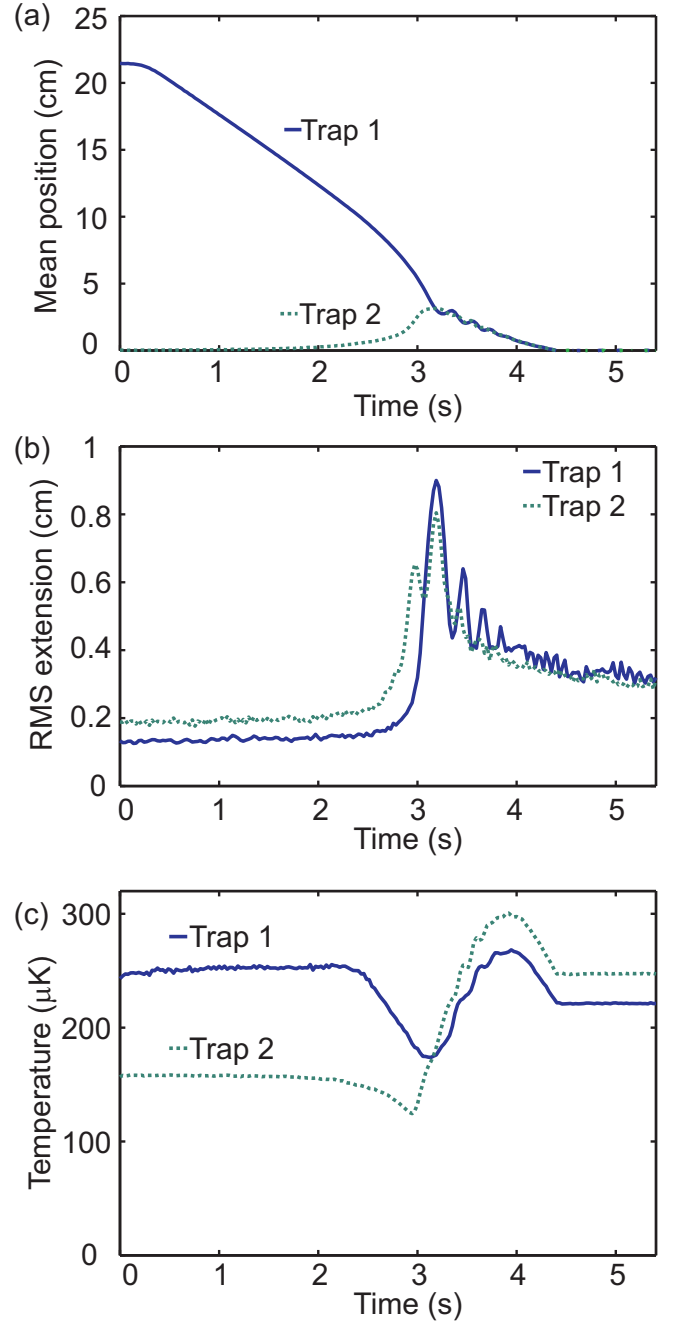 (a)
Mean position (cm)
25
20
15
10
5
0
Trap 1
Trap 2
0 1 2 3 4 5
Time (s)
(b)
RMS extension (cm)
1
0.8
0.6
0.4
0.2
0
Trap 1
Trap 2
0 1 2 3 4 5
Time (s)
(c)
Temperature (μK)
300
200
100
0
Trap 1
Trap 2
0 1 2 3 4 5
Time (s)